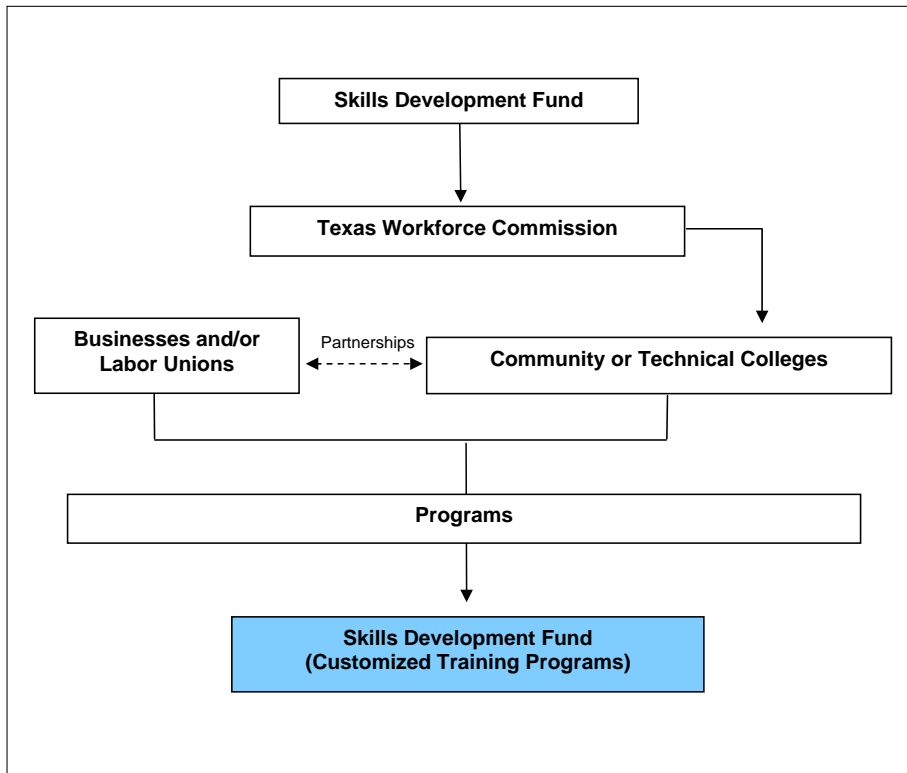 Skills Development Fund
Texas Workforce Commission
Businesses and/or
Labor Unions
Partnerships
Community or Technical Colleges
Programs
Skills Development Fund
(Customized Training Programs)